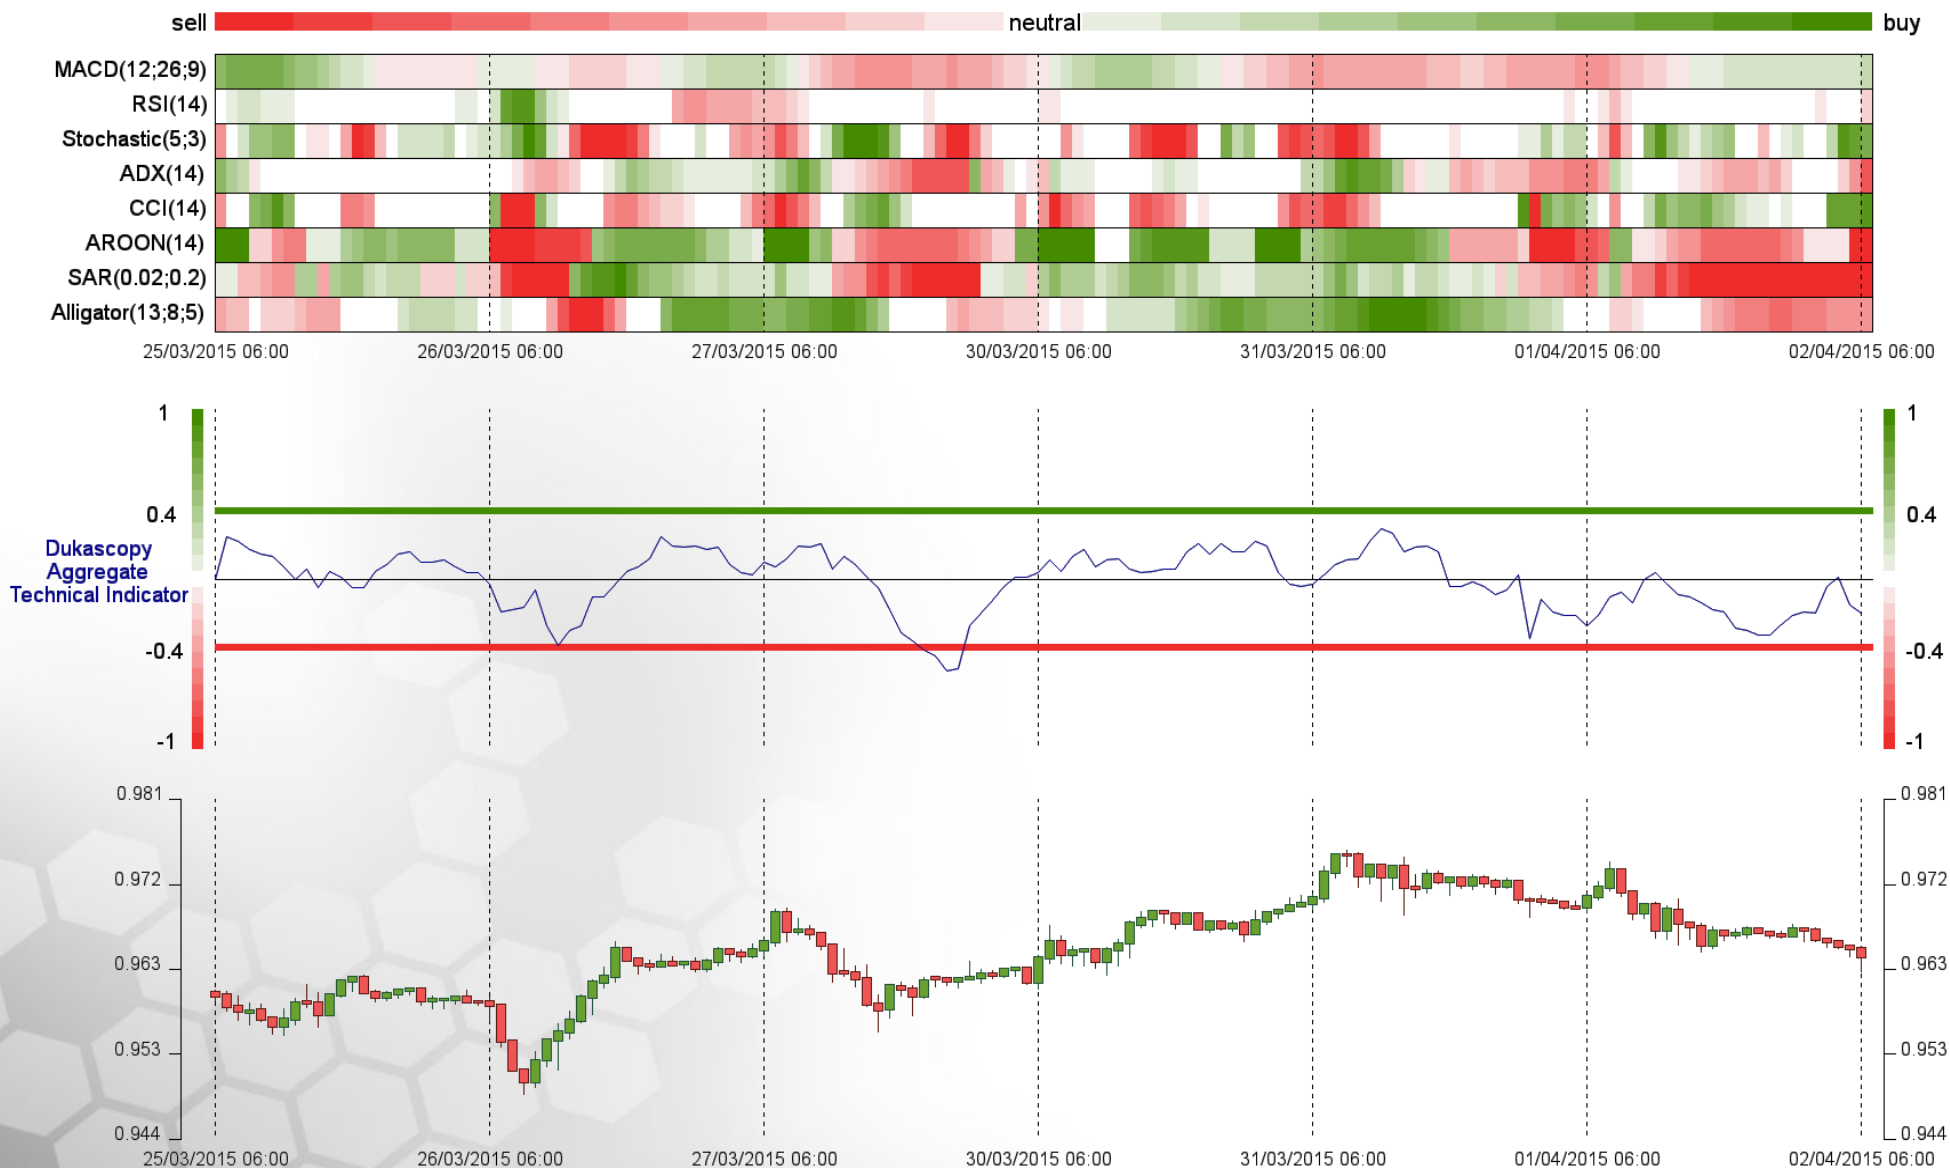 sell neutral buy
MACD(12;26;9)
RSI(14)
Stochastic(5;3)
ADX(14)
CCI(14)
AROON(14)
SAR(0.02;0.2)
Alligator(13;8;5)
25/03/2015 06:00 26/03/2015 06:00 27/03/2015 06:00 30/03/2015 06:00 31/03/2015 06:00 01/04/2015 06:00 02/04/2015 06:00
1 1
0.4 0.4
Dukascopy
Aggregate
Technical Indicator
-0.4 -0.4
-1 -1
0.981 0.981
0.972 0.972
0.963 0.963
0.953 0.953
0.944 0.944
25/03/2015 06:00 26/03/2015 06:00 27/03/2015 06:00 30/03/2015 06:00 31/03/2015 06:00 01/04/2015 06:00 02/04/2015 06:00